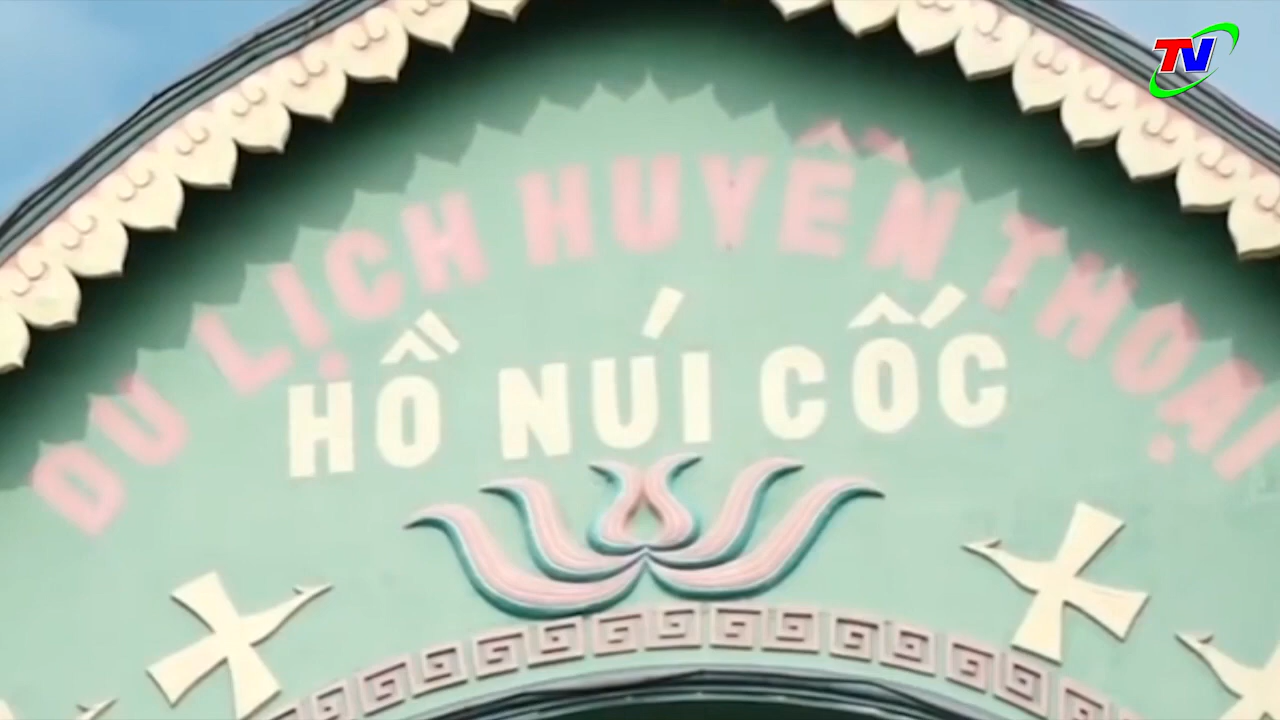 TV
DU LỊCH HUYỀN THOẠI
HỒ NÚI CỐC